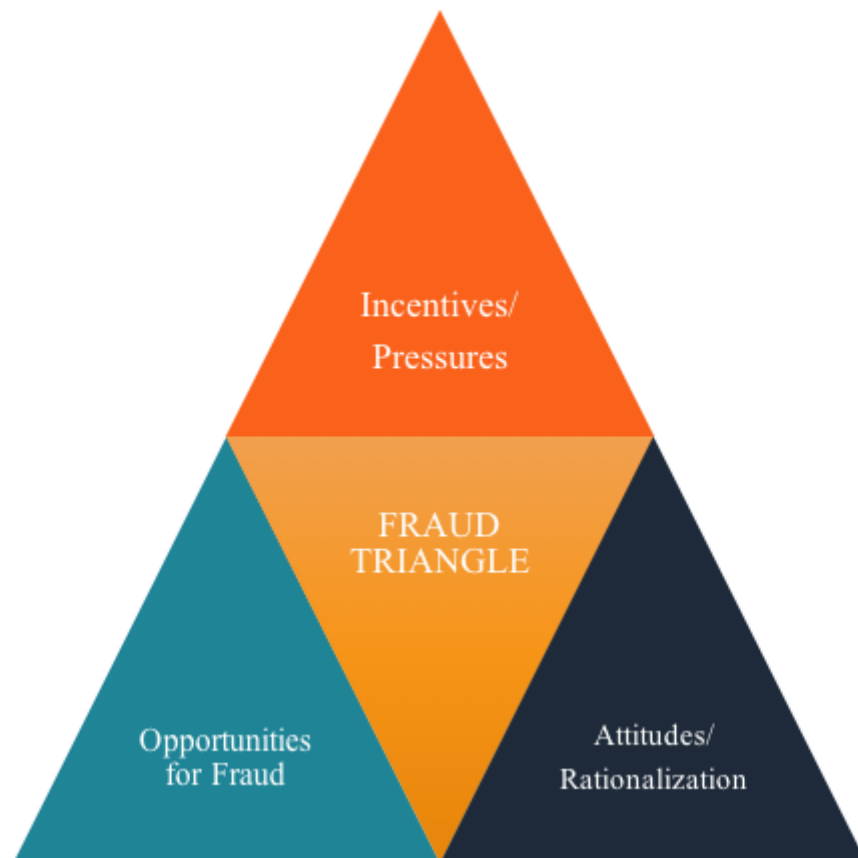 Incentives/
Pressures
FRAUD
TRIANGLE
Opportunities
for Fraud
Attitudes/
Rationalization